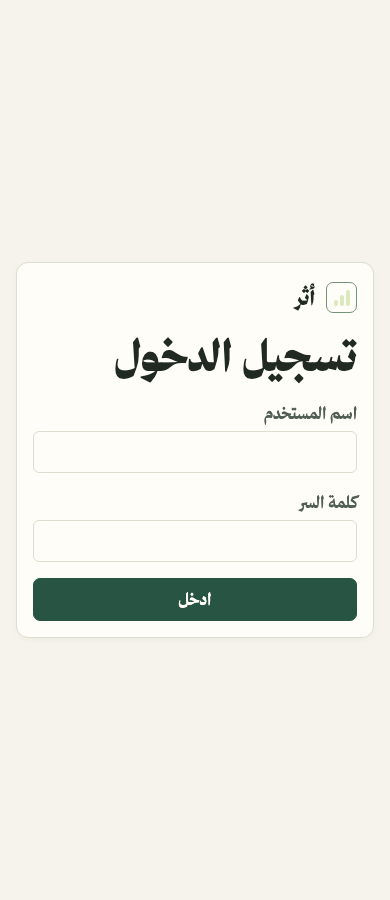 أثر
تسجيل الدخول
اسم المستخدم
كلمة السر
ادخل